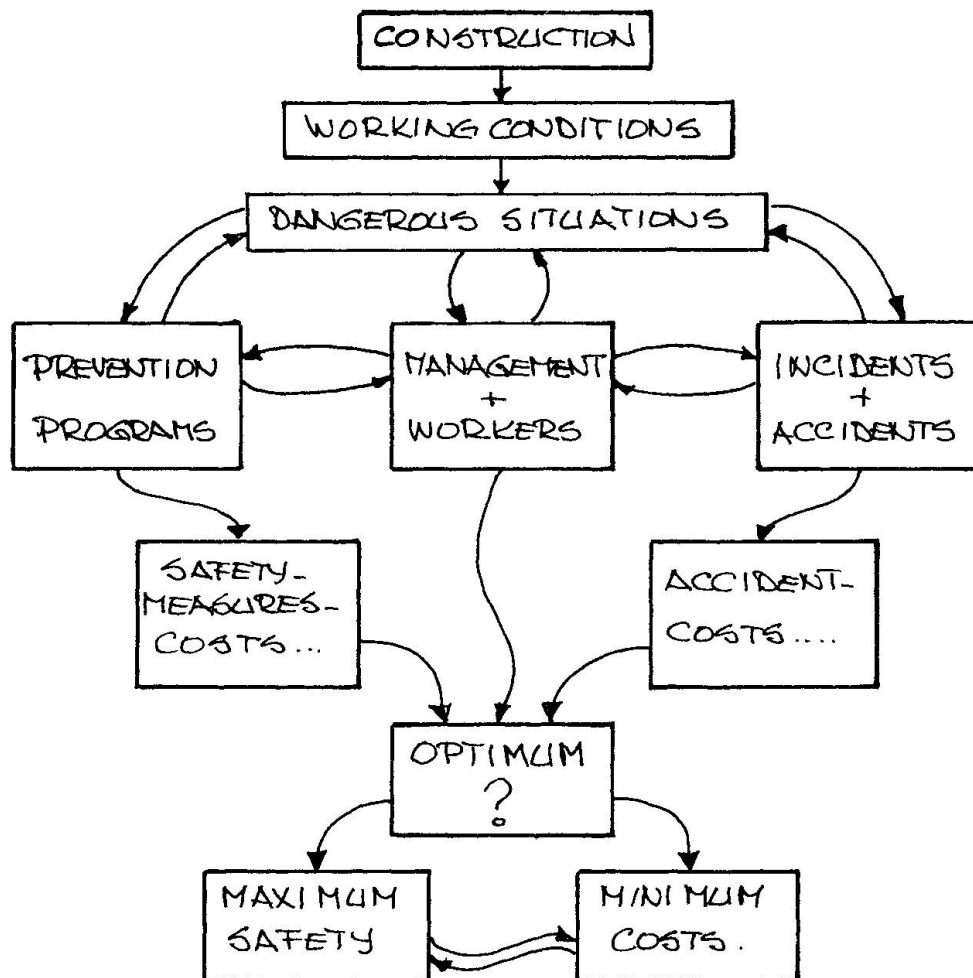 CONSTRUCTION
WORKING CONDITIONS
DANGEROUS SITUATIONS
PREVENTION
PROGRAMS
MANAGEMENT
+
WORKERS
INCIDENTS
+
ACCIDENTS
SAFETY-
MEASURES-
COSTS...
ACCIDENT-
COSTS....
OPTIMUM
?
MAXIMUM
SAFETY
MINIMUM
COSTS.